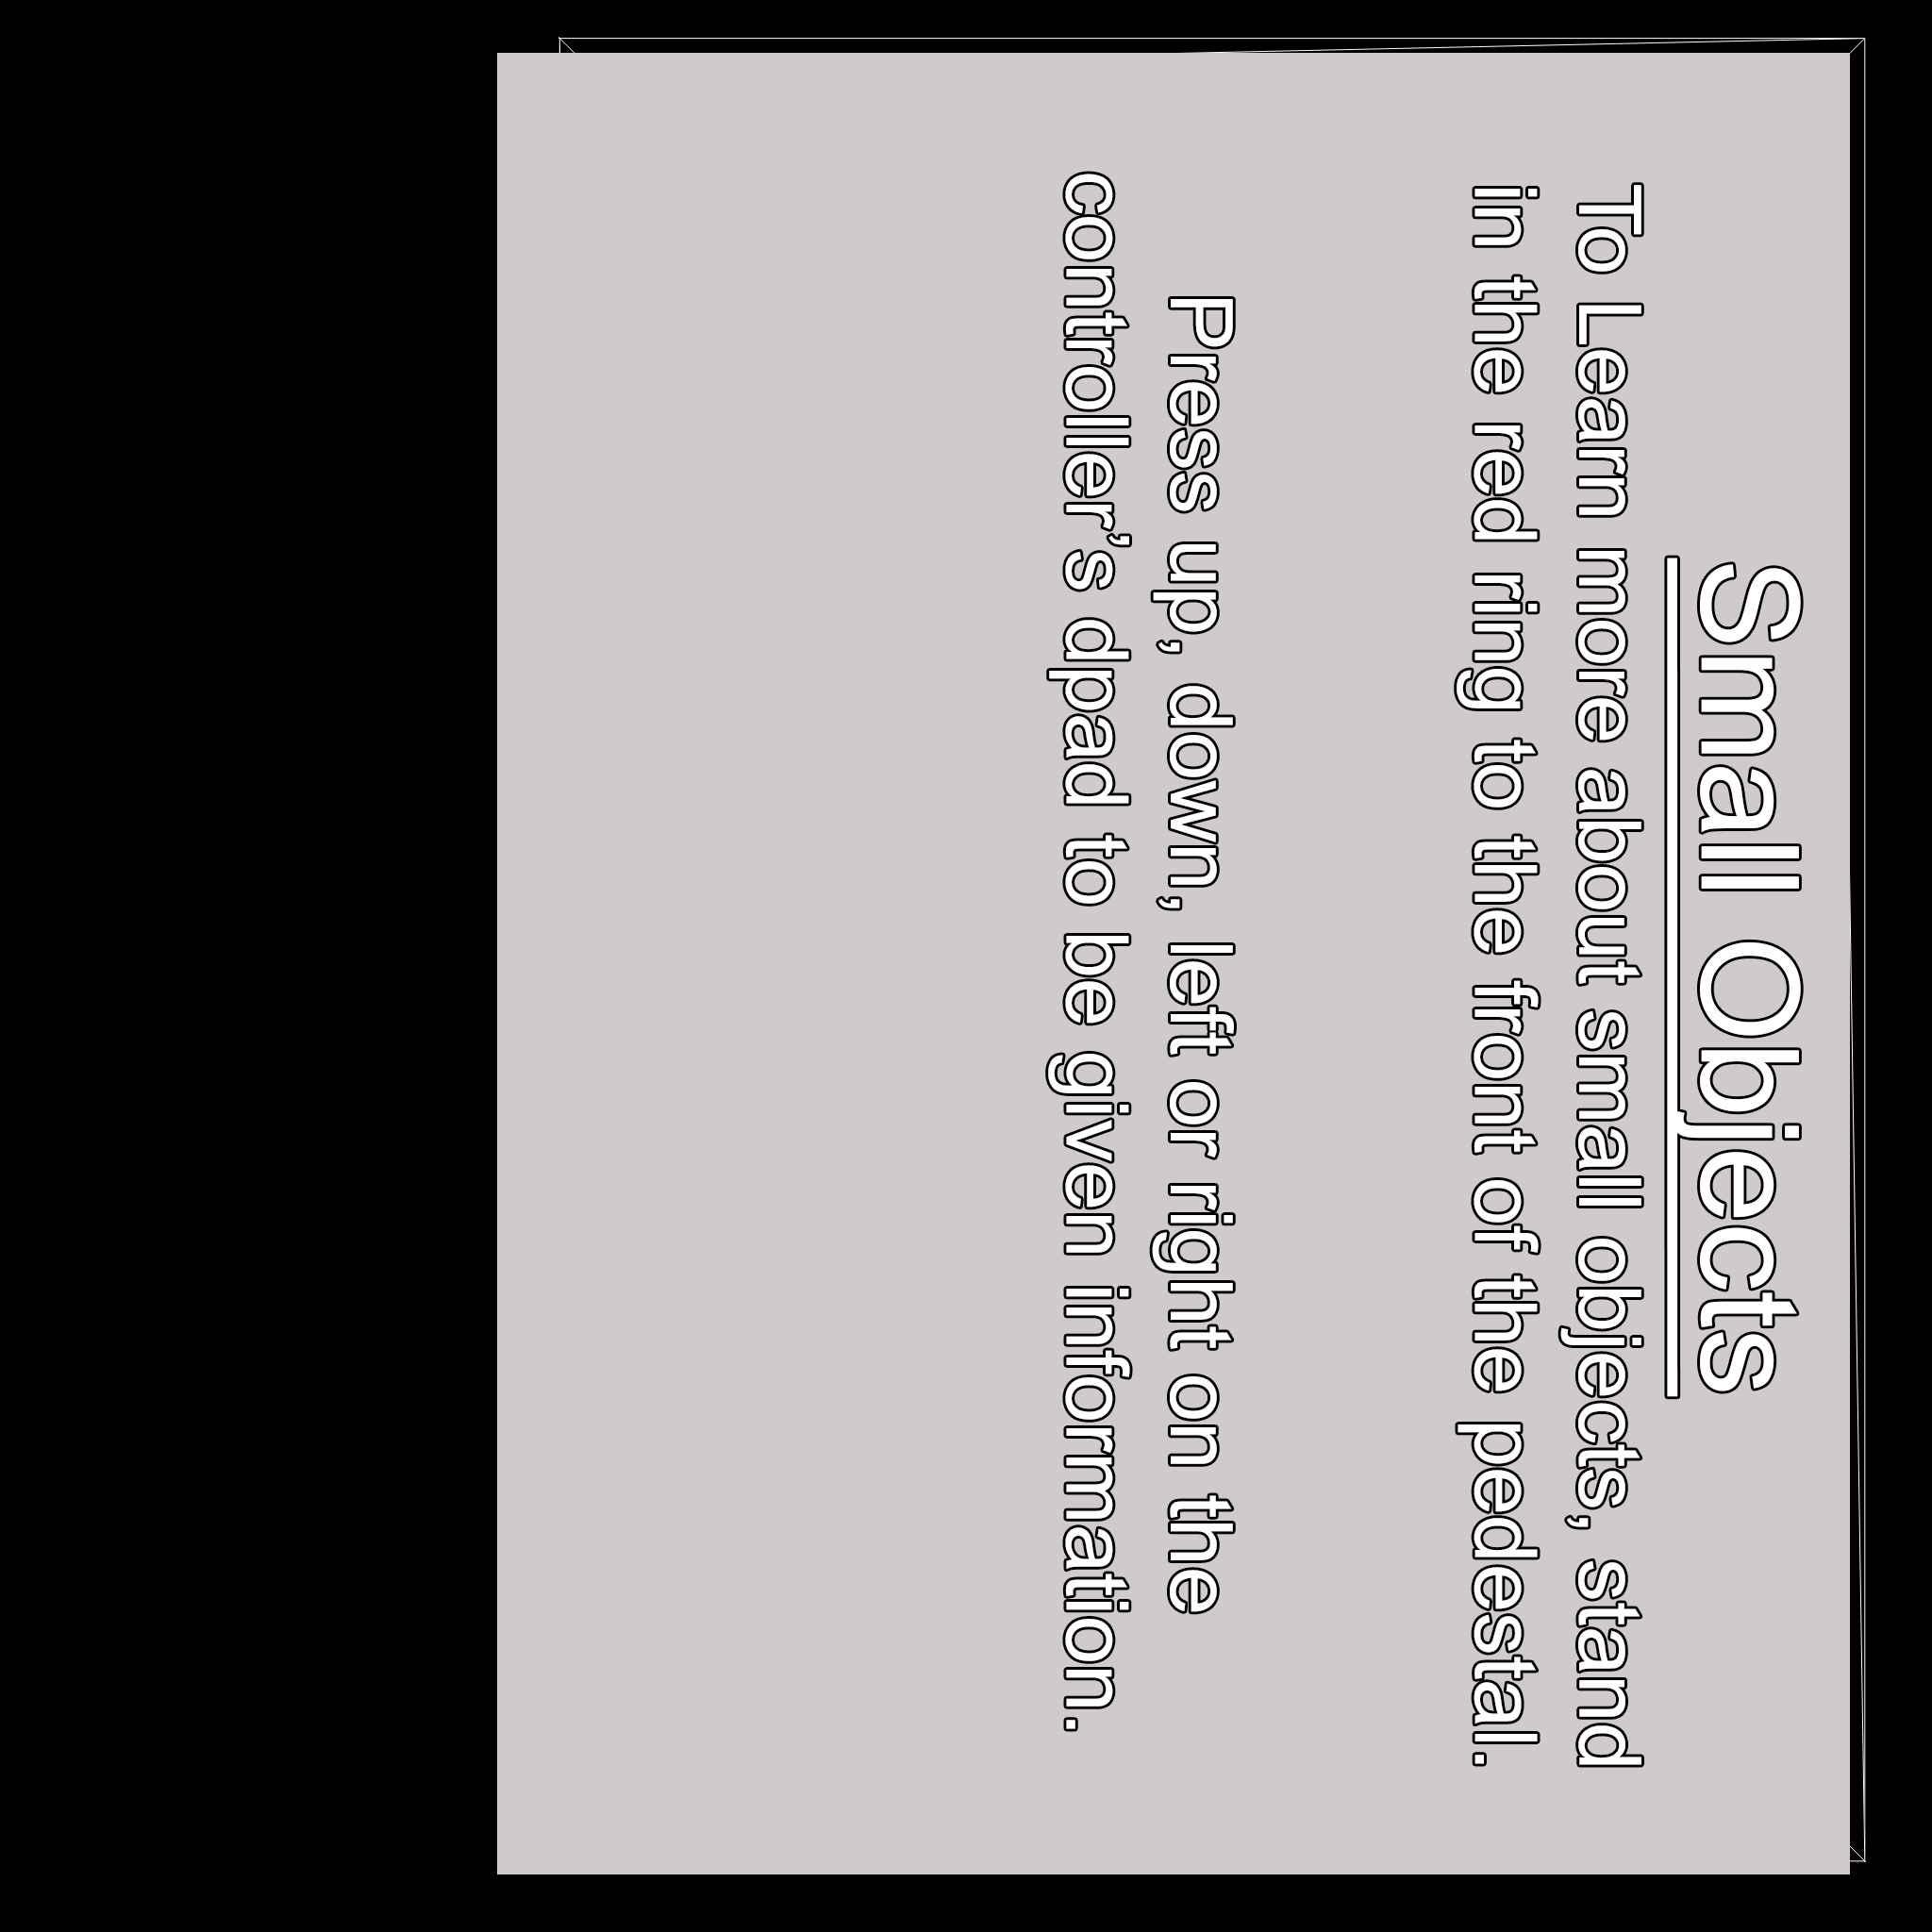 Small Objects
To Learn more about small objects, stand
in the red ring to the front of the pedestal.
Press up, down, left or right on the
controller's dpad to be given information.